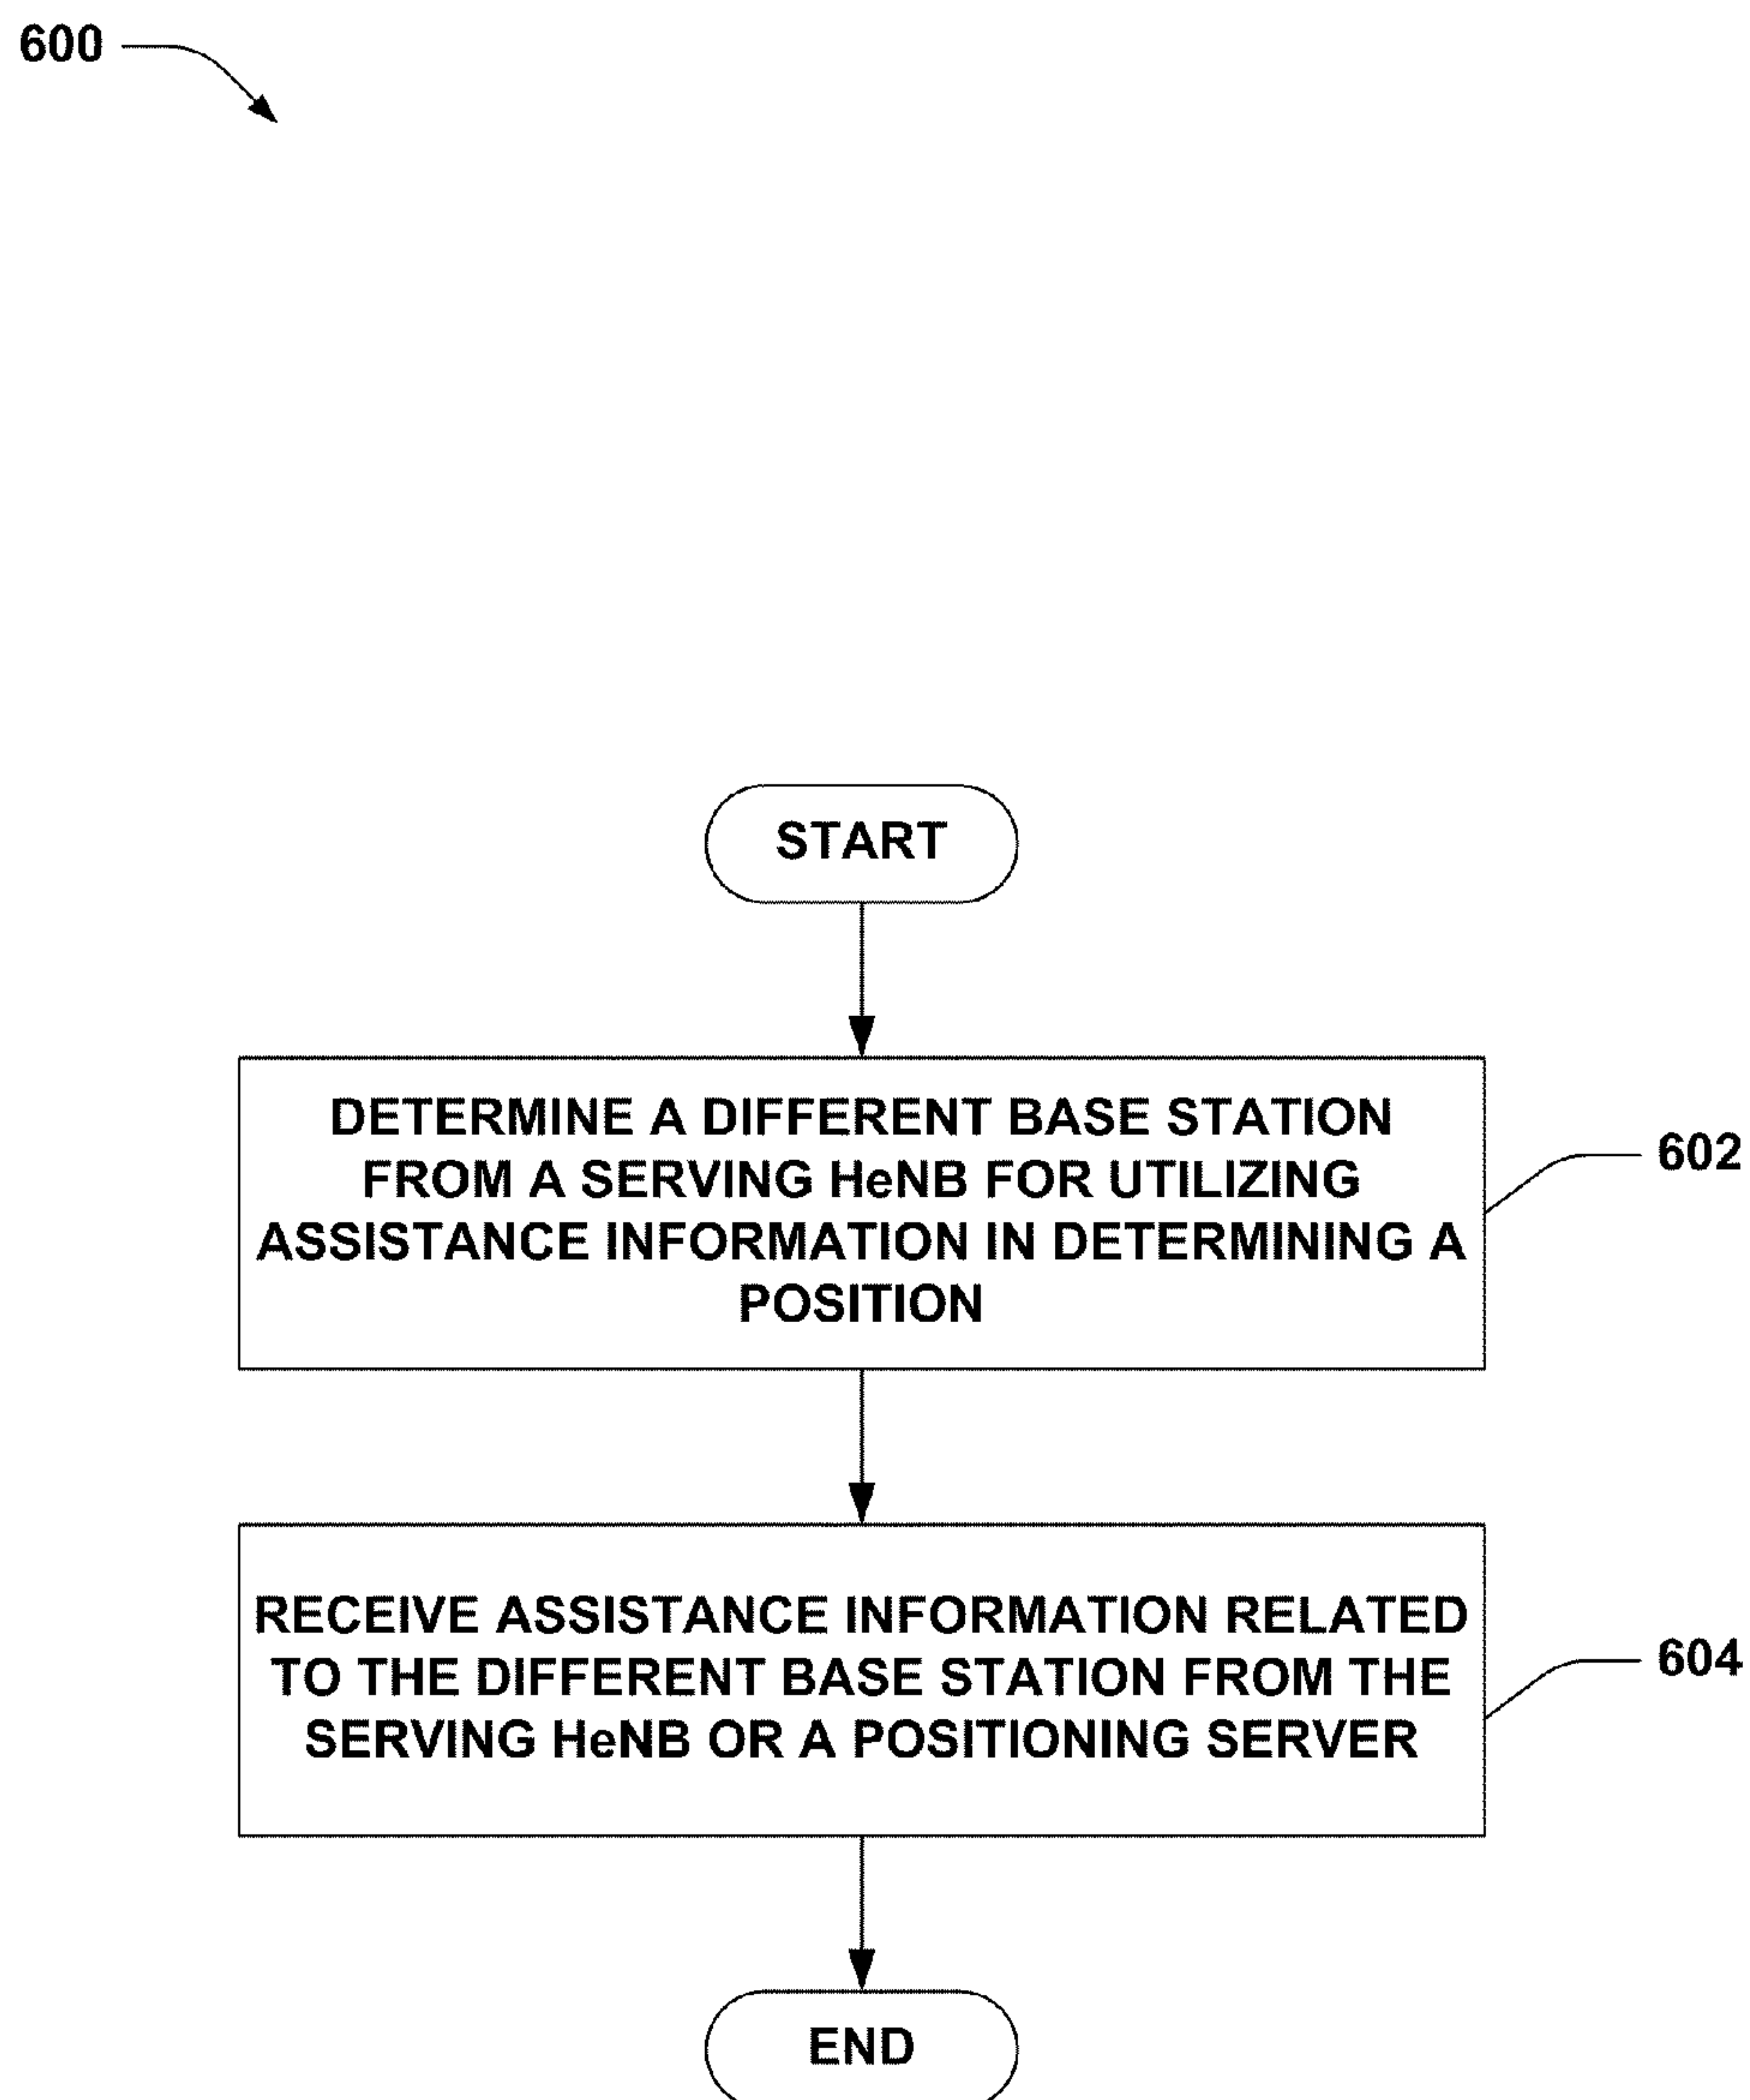 600
START
DETERMINE A DIFFERENT BASE STATION
FROM A SERVING HeNB FOR UTILIZING
ASSISTANCE INFORMATION IN DETERMINING A
POSITION
602
RECEIVE ASSISTANCE INFORMATION RELATED
TO THE DIFFERENT BASE STATION FROM THE
SERVING HeNB OR A POSITIONING SERVER
604
END